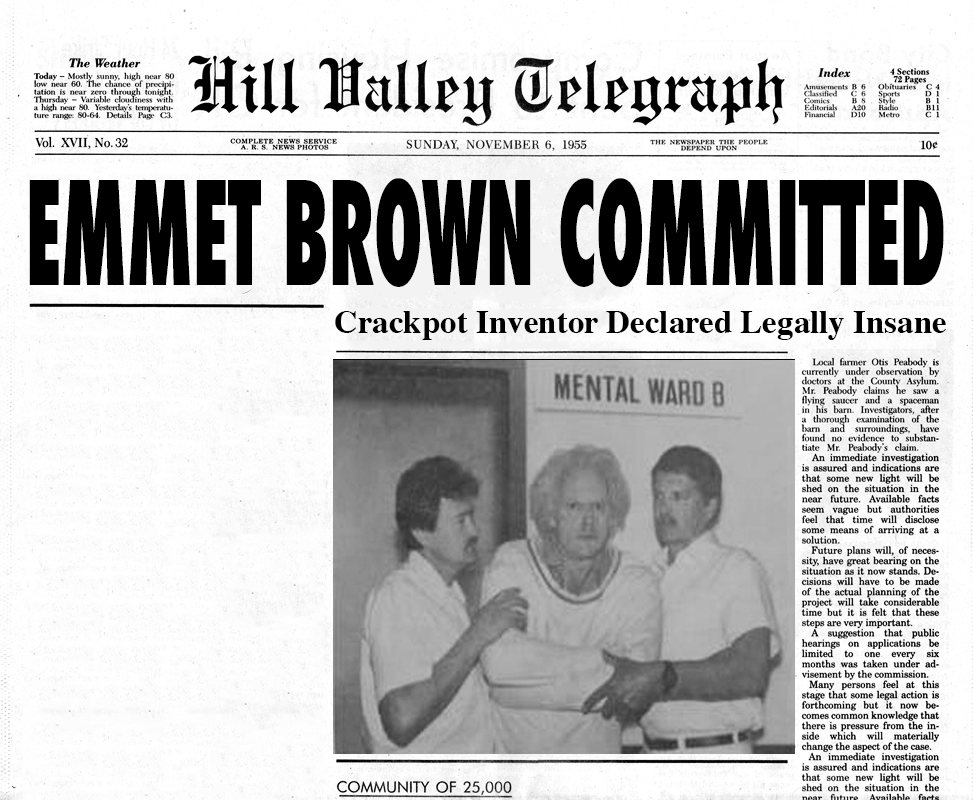 The Weather
Today – Mostly sunny, high near 80
low near 60. The chance of precipi-
tation is near zero through tonight.
Thursday – Variable cloudiness with
a high near 80. Yesterday's temperatu-
ture range: 80-64. Details Page C3.
Hill Valley Telegraph
Index
4 Sections
72 Pages
Amusements B 6 Obituaries C 4
Classified C 6 Sports D 1
Comics B 8 Style B 1
Editorials A20 Radio B11
Financial D10 Metro C 1
Vol. XVII, No. 32
COMPLETE NEWS SERVICE
A. R. S. NEWS PHOTOS
SUNDAY, NOVEMBER 6, 1955
THE NEWSPAPER THE PEOPLE
DEPEND UPON
10¢
EMMET BROWN COMMITTED
Crackpot Inventor Declared Legally Insane
MENTAL WARD B
COMMUNITY OF 25,000
Local farmer Otis Peabody is
currently under observation by
doctors at the County Asylum.
Mr. Peabody claims he saw a
flying saucer and a spaceman
in his barn. Investigators, after
a thorough examination of the
barn and surroundings, have
found no evidence to substan-
tiate Mr. Peabody's claim.
An immediate investigation
is assured and indications are
that some new light will be
shed on the situation in the
near future. Available facts
seem vague but authorities
feel that time will disclose
some means of arriving at a
solution.
Future plans will, of neces-
sity, have great bearing on the
situation as it now stands. De-
cisions will have to be made
of the actual planning of the
project will take considerable
time but it is felt that these
steps are very important.
A suggestion that public
hearings on applications be
limited to one every six
months was taken under ad-
visement by the commission.
Many persons feel at this
stage that some legal action is
forthcoming but it now be-
comes common knowledge that
there is pressure from the in-
side which will materially
change the aspect of the case.
An immediate investigation
is assured and indications are
that some new light will be
shed on the situation in the
near future. Available facts